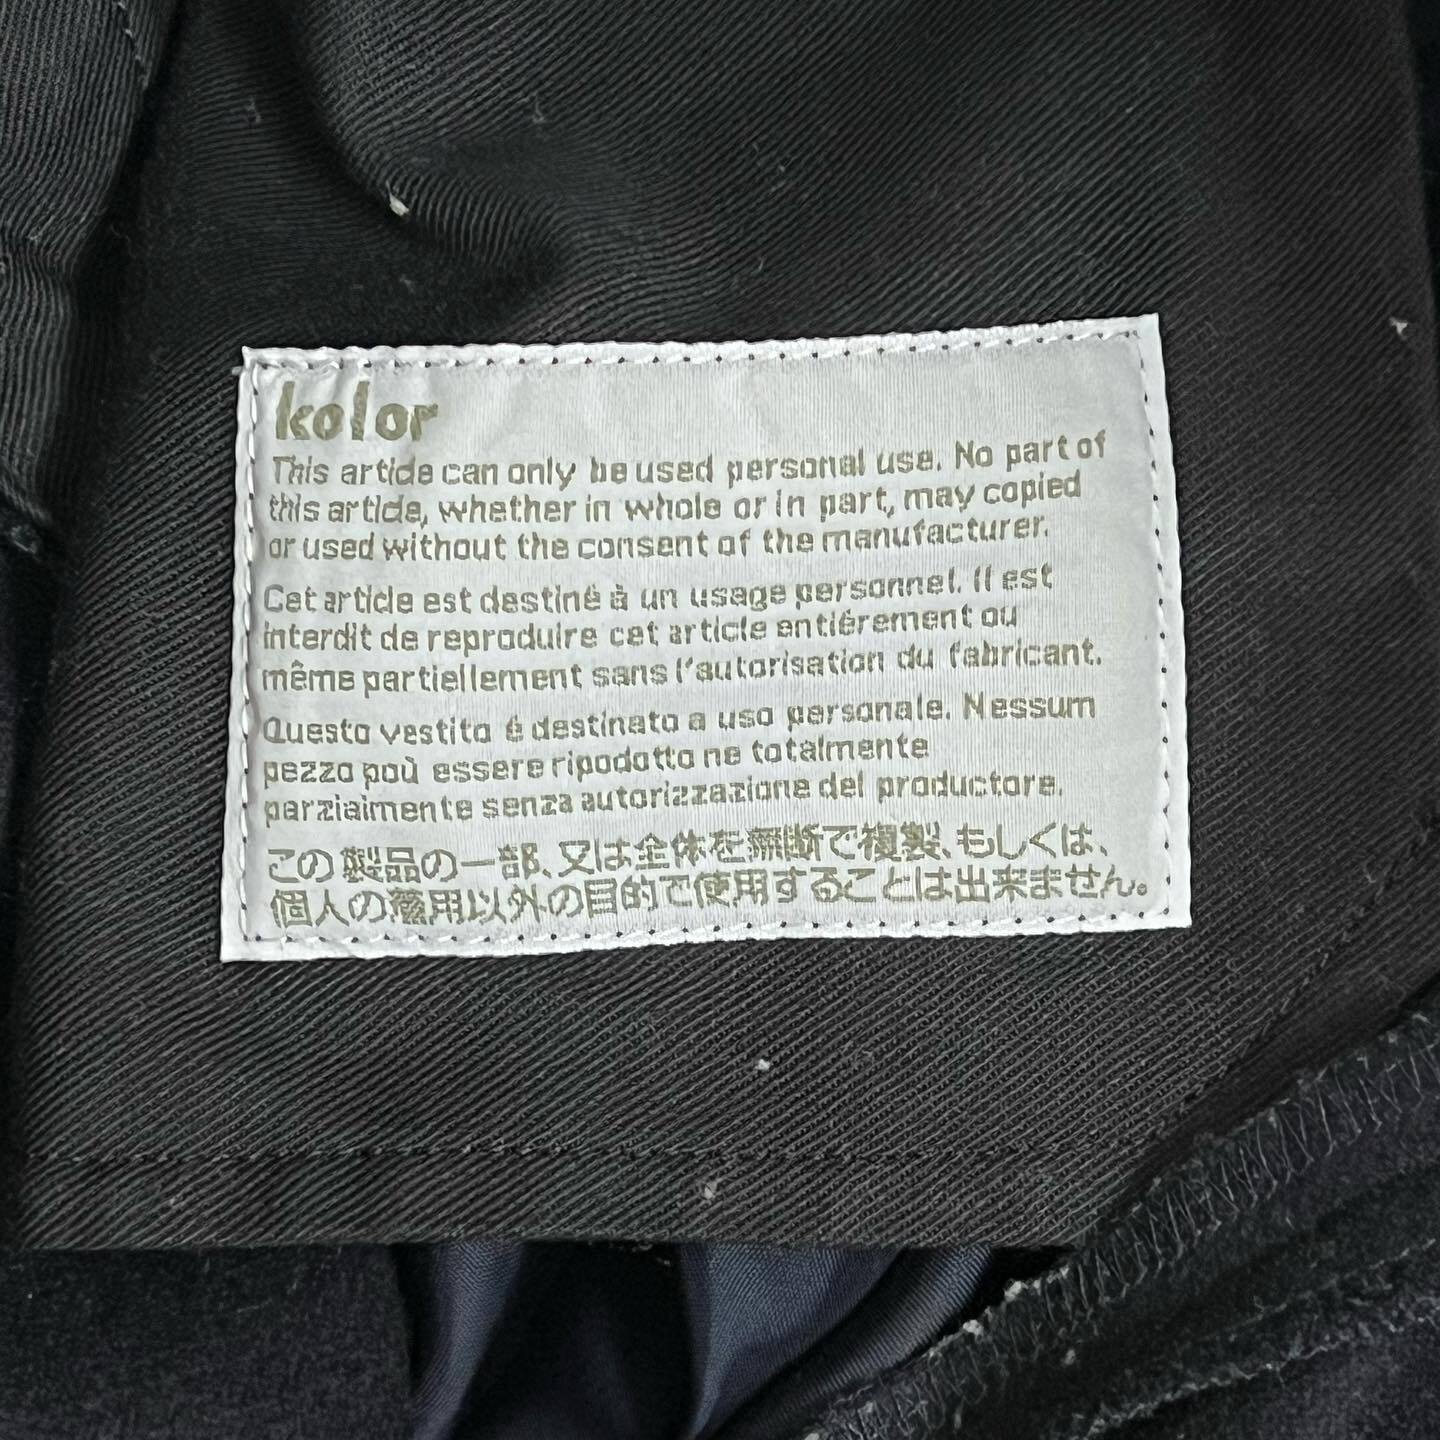 kolor
This article can only be used personal use. No part of
this article, whether in whole or in part, may copied
or used without the consent of the manufacturer.
Cet article est destiné à un usage personnel. Il est
interdit de reproduire cet article entiérement ou
même partiellement sans l'autorisation du fabricant.
Questo vestito é destinato a uso personale. Nessum
pezzo poù essere ripodotto ne totalmente
parzialmente senza autorizzazione del productore.
この製品の一部、又は全体を無断で複製、もしくは、
個人の着用以外の目的で使用することは出来ません。